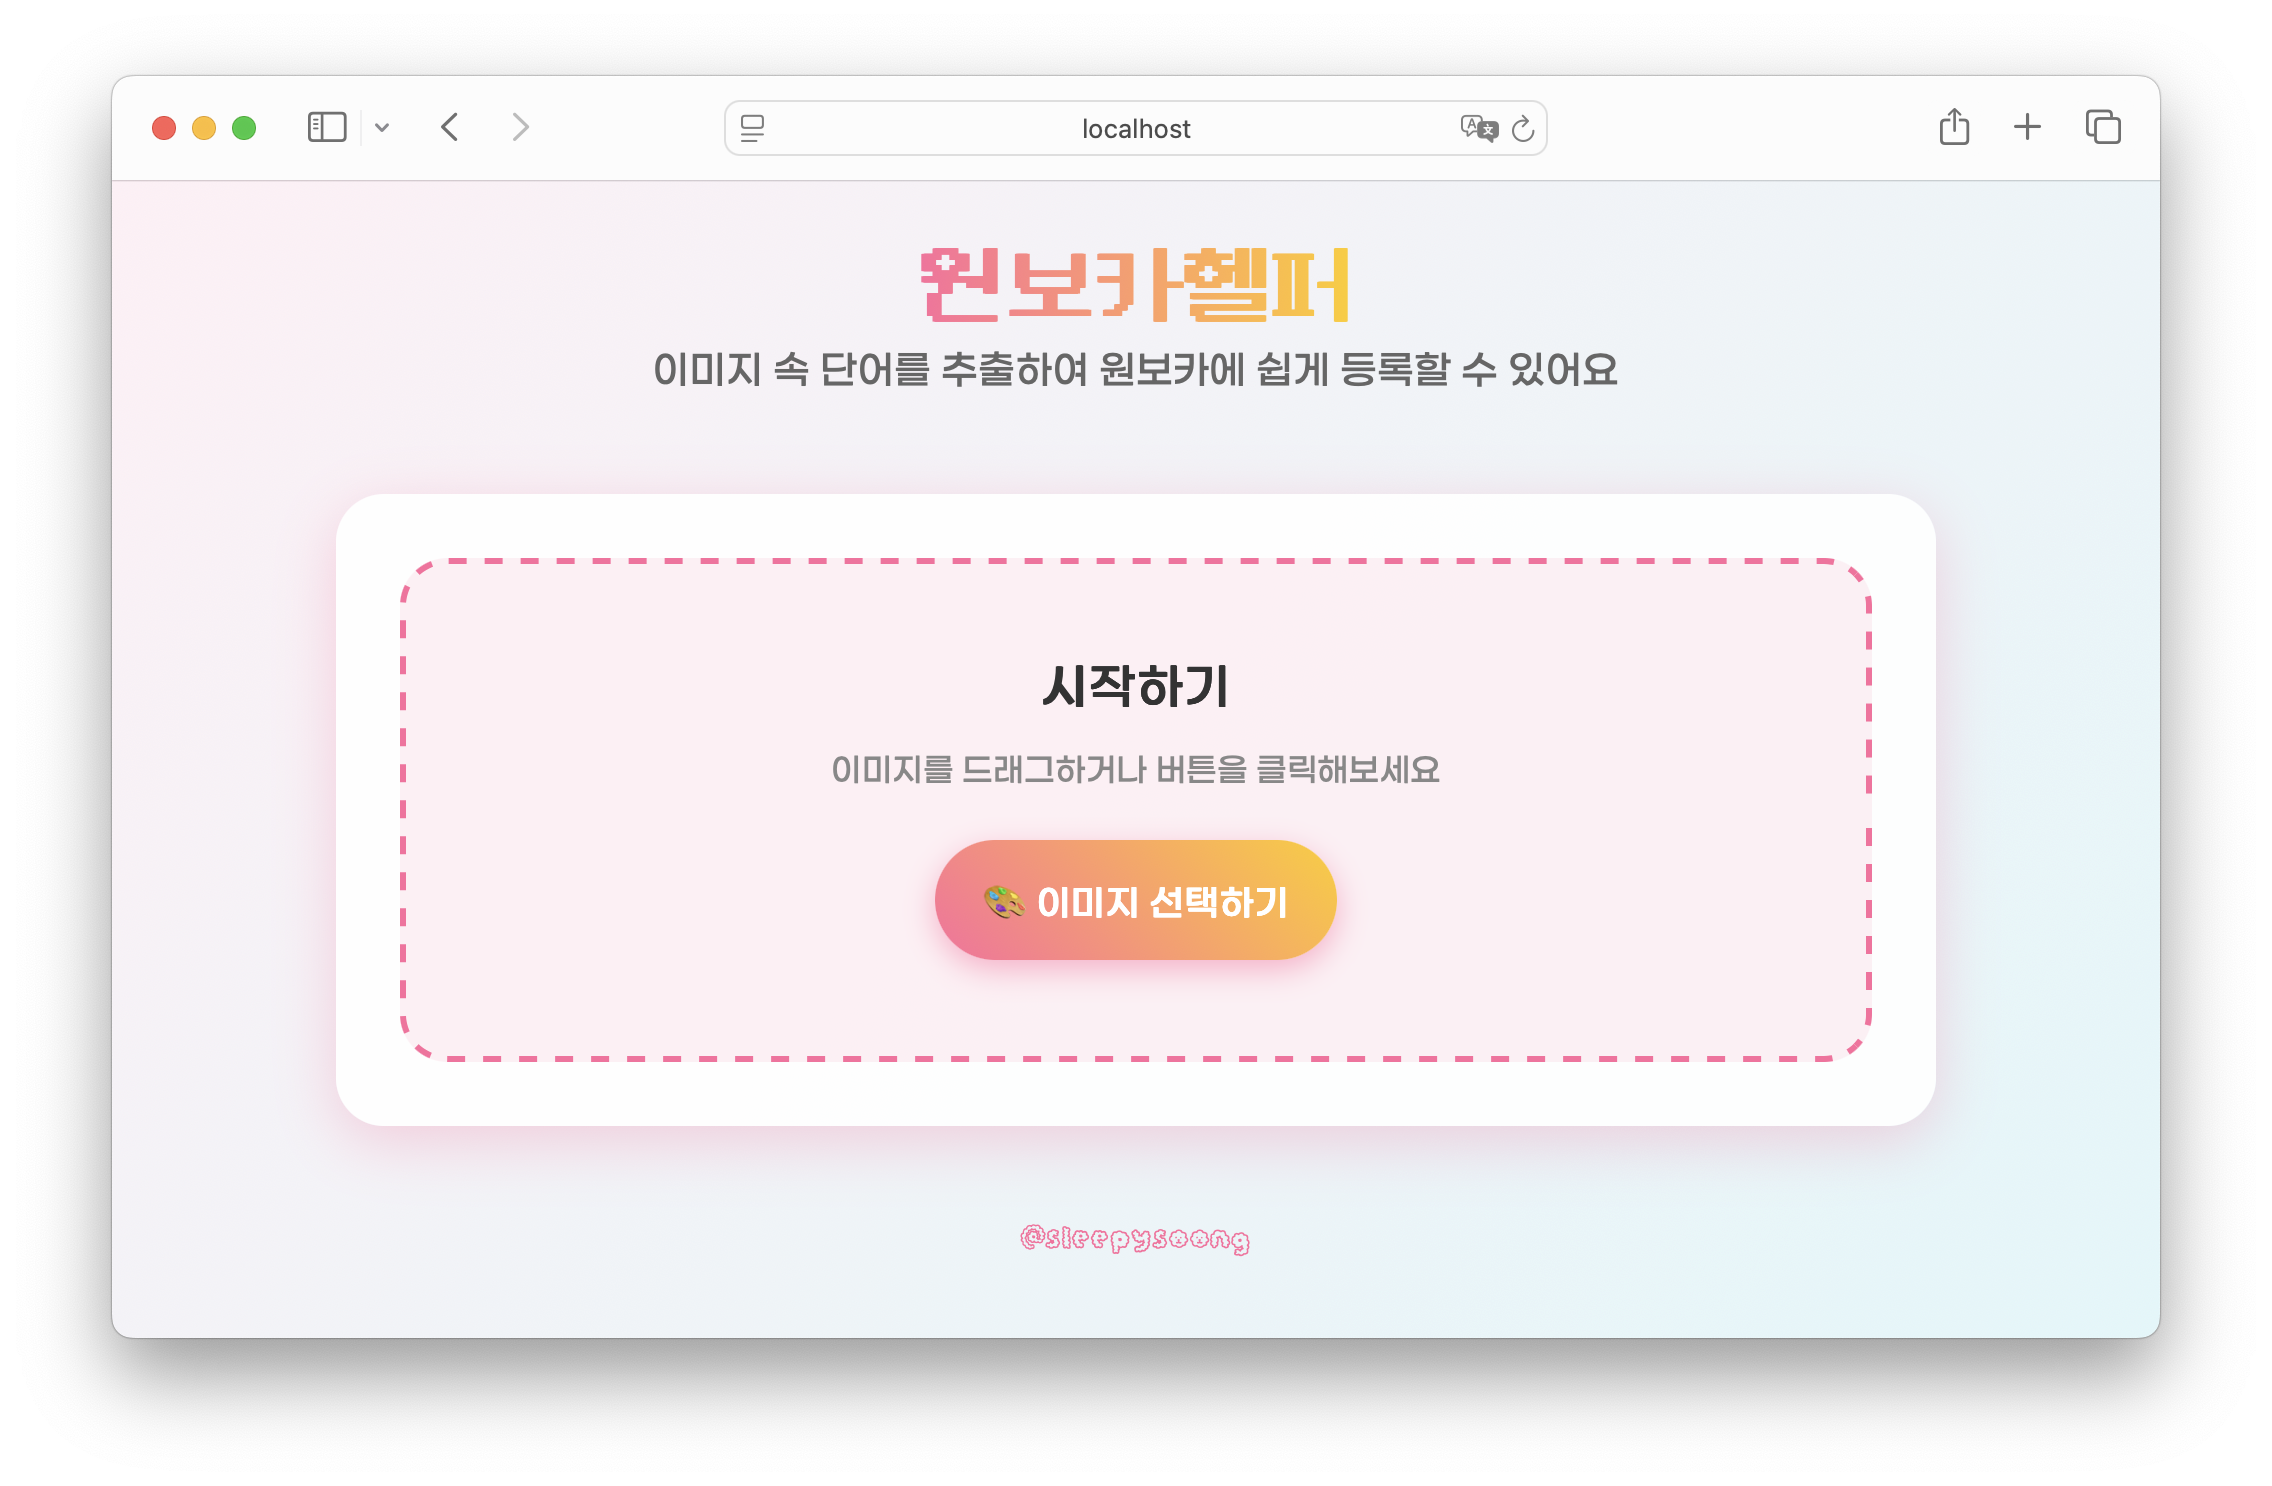 localhost
원보카헬퍼
이미지 속 단어를 추출하여 원보카에 쉽게 등록할 수 있어요
시작하기
이미지를 드래그하거나 버튼을 클릭해보세요
🎨 이미지 선택하기
@sleepysoong